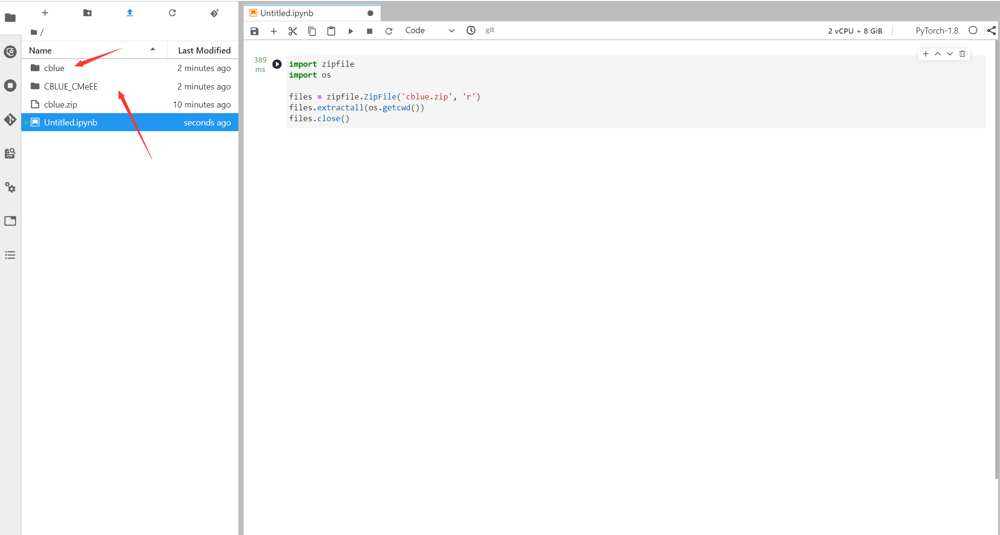 /
Name Last Modified
cblue 2 minutes ago
CBLUE_CMeEE 2 minutes ago
cblue.zip 10 minutes ago
Untitled.ipynb seconds ago
Untitled.ipynb
Code git 2 vCPU + 8 GiB PyTorch-1.8
389
ms
import zipfile
import os
files = zipfile.ZipFile('cblue.zip', 'r')
files.extractall(os.getcwd())
files.close()